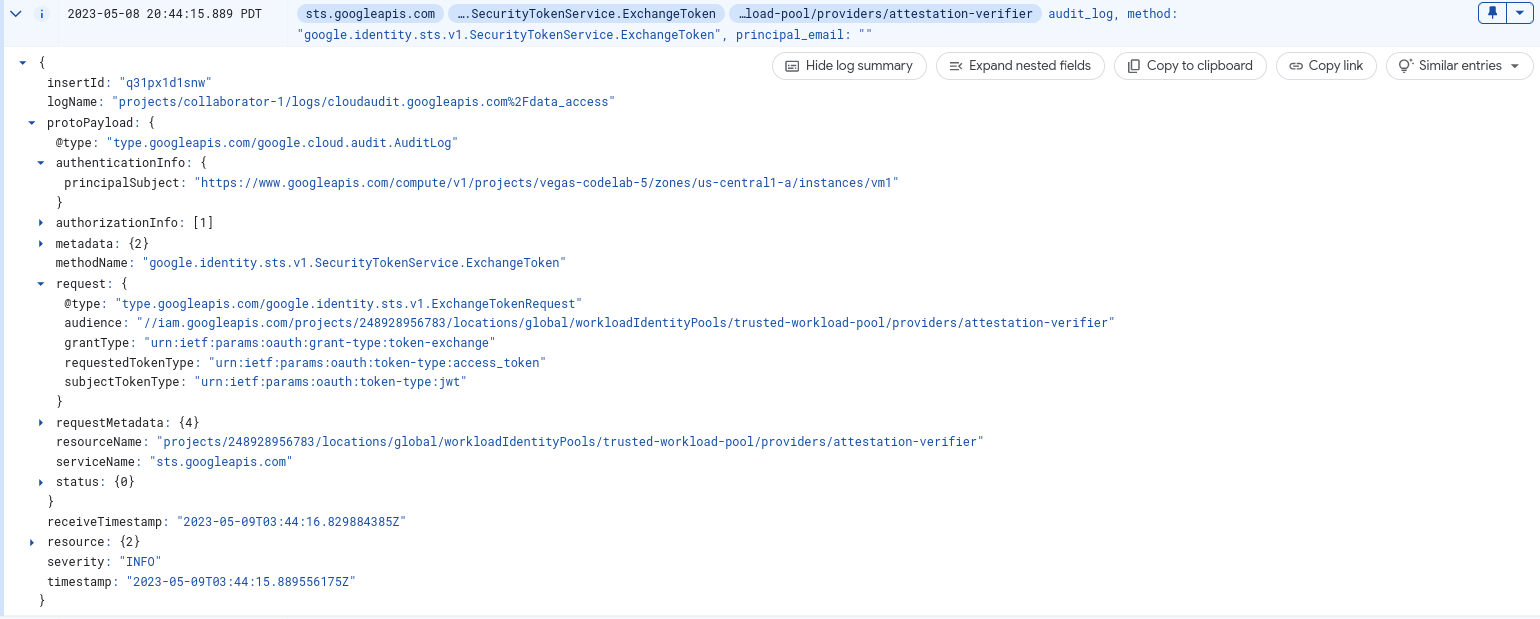 2023-05-08 20:44:15.889 PDT sts.googleapis.com ….SecurityTokenService.ExchangeToken …load-pool/providers/attestation-verifier audit_log, method:
"google.identity.sts.v1.SecurityTokenService.ExchangeToken", principal_email: ""
{
Hide log summary Expand nested fields Copy to clipboard Copy link Similar entries
insertId: "q31px1d1snw"
logName: "projects/collaborator-1/logs/cloudaudit.googleapis.com%2Fdata_access"
protoPayload: {
@type: "type.googleapis.com/google.cloud.audit.AuditLog"
authenticationInfo: {
principalSubject: "https://www.googleapis.com/compute/v1/projects/vegas-codelab-5/zones/us-central1-a/instances/vm1"
}
authorizationInfo: [1]
metadata: {2}
methodName: "google.identity.sts.v1.SecurityTokenService.ExchangeToken"
request: {
@type: "type.googleapis.com/google.identity.sts.v1.ExchangeTokenRequest"
audience: "//iam.googleapis.com/projects/248928956783/locations/global/workloadIdentityPools/trusted-workload-pool/providers/attestation-verifier"
grantType: "urn:ietf:params:oauth:grant-type:token-exchange"
requestedTokenType: "urn:ietf:params:oauth:token-type:access_token"
subjectTokenType: "urn:ietf:params:oauth:token-type:jwt"
}
requestMetadata: {4}
resourceName: "projects/248928956783/locations/global/workloadIdentityPools/trusted-workload-pool/providers/attestation-verifier"
serviceName: "sts.googleapis.com"
status: {0}
}
receiveTimestamp: "2023-05-09T03:44:16.829884385Z"
resource: {2}
severity: "INFO"
timestamp: "2023-05-09T03:44:15.889556175Z"
}